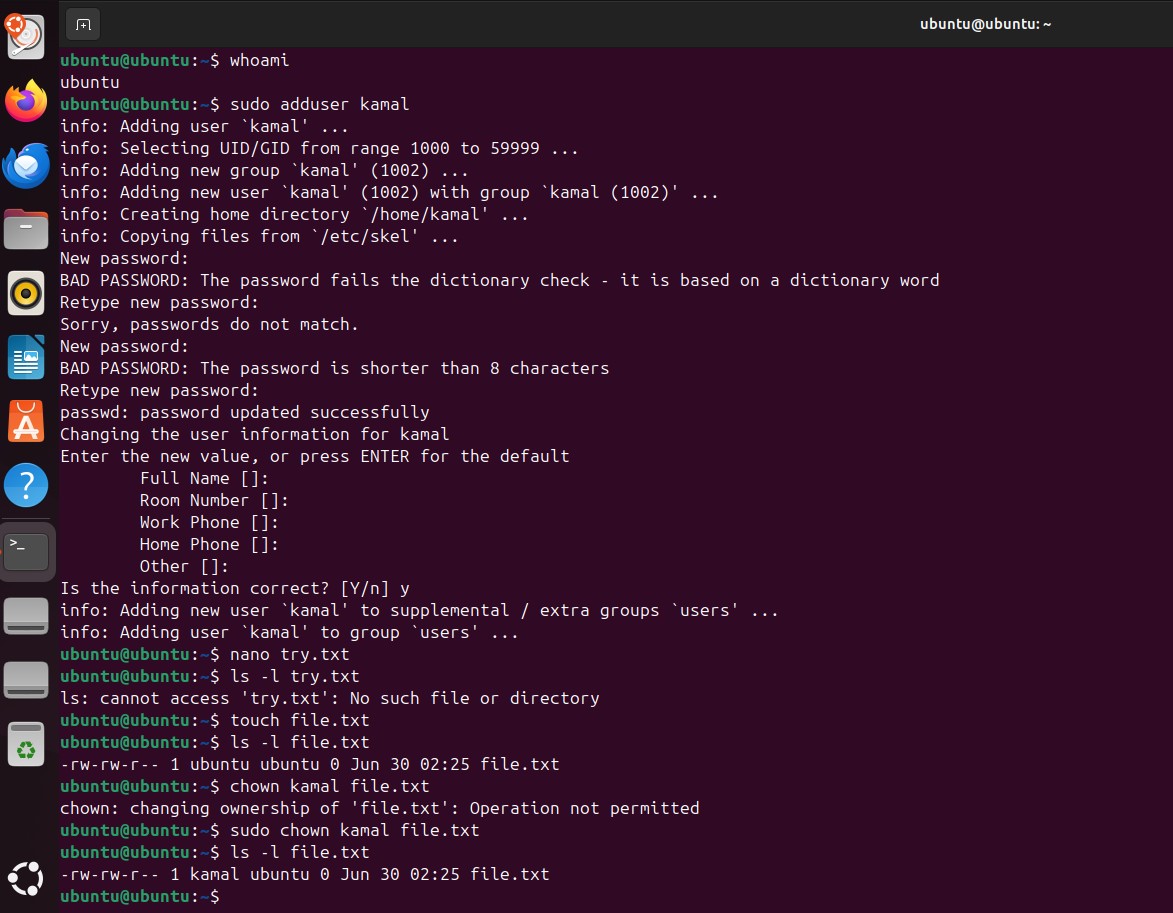 ubuntu@ubuntu: ~
ubuntu@ubuntu:~$ whoami
ubuntu
ubuntu@ubuntu:~$ sudo adduser kamal
info: Adding user `kamal' ...
info: Selecting UID/GID from range 1000 to 59999 ...
info: Adding new group `kamal' (1002) ...
info: Adding new user `kamal' (1002) with group `kamal (1002)' ...
info: Creating home directory `/home/kamal' ...
info: Copying files from `/etc/skel' ...
New password:
BAD PASSWORD: The password fails the dictionary check - it is based on a dictionary word
Retype new password:
Sorry, passwords do not match.
New password:
BAD PASSWORD: The password is shorter than 8 characters
Retype new password:
passwd: password updated successfully
Changing the user information for kamal
Enter the new value, or press ENTER for the default
        Full Name []:
        Room Number []:
        Work Phone []:
        Home Phone []:
        Other []:
Is the information correct? [Y/n] y
info: Adding new user `kamal' to supplemental / extra groups `users' ...
info: Adding user `kamal' to group `users' ...
ubuntu@ubuntu:~$ nano try.txt
ubuntu@ubuntu:~$ ls -l try.txt
ls: cannot access 'try.txt': No such file or directory
ubuntu@ubuntu:~$ touch file.txt
ubuntu@ubuntu:~$ ls -l file.txt
-rw-rw-r-- 1 ubuntu ubuntu 0 Jun 30 02:25 file.txt
ubuntu@ubuntu:~$ chown kamal file.txt
chown: changing ownership of 'file.txt': Operation not permitted
ubuntu@ubuntu:~$ sudo chown kamal file.txt
ubuntu@ubuntu:~$ ls -l file.txt
-rw-rw-r-- 1 kamal ubuntu 0 Jun 30 02:25 file.txt
ubuntu@ubuntu:~$